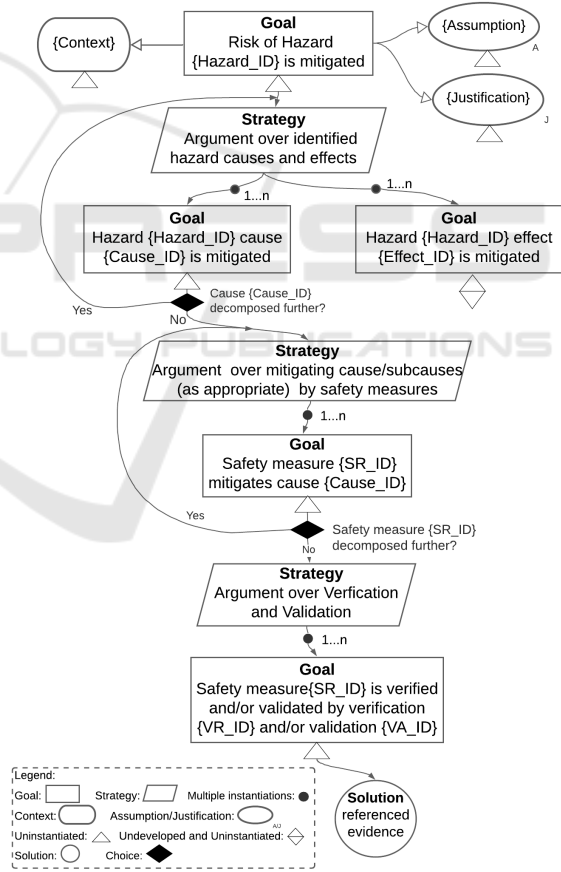 Goal
Risk of Hazard
{Hazard_ID} is mitigated
{Context}
{Assumption}
A
{Justification}
J
Strategy
Argument over identified
hazard causes and effects
1...n
1...n
Goal
Hazard {Hazard_ID} cause
{Cause_ID} is mitigated
Goal
Hazard {Hazard_ID} effect
{Effect_ID} is mitigated
Cause {Cause_ID}
decomposed further?
Yes
No
Strategy
Argument over mitigating cause/subcauses
(as appropriate) by safety measures
1...n
Goal
Safety measure {SR_ID}
mitigates cause {Cause_ID}
Yes
Safety measure {SR_ID}
decomposed further?
No
Strategy
Argument over Verfication
and Validation
1...n
Goal
Safety measure{SR_ID} is verified
and/or validated by verification
{VR_ID} and/or validation {VA_ID}
Solution
referenced
evidence
Legend:
Goal: Strategy: Multiple instantiations:
Context: Assumption/Justification:
A/J
Uninstantiated: Undeveloped and Uninstantiated:
Solution: Choice:
PRESS
LOGY PUBLICATIONS